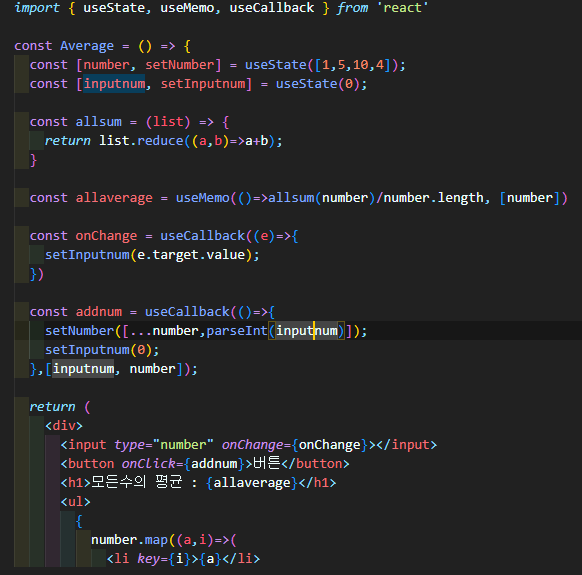 import { useState, useMemo, useCallback } from 'react'
const Average = () => {
const [number, setNumber] = useState([1,5,10,4]);
const [inputnum, setInputnum] = useState(0);
const allsum = (list) => {
return list.reduce((a,b)=>a+b);
}
const allaverage = useMemo(()=>allsum(number)/number.length, [number])
const onChange = useCallback((e)=>{
setInputnum(e.target.value);
})
const addnum = useCallback(()=>{
setNumber([...number,parseInt(inputnum)]);
setInputnum(0);
},[inputnum, number]);
return (
<div>
<input type="number" onChange={onChange}></input>
<button onClick={addnum}>버튼</button>
<h1>모든수의 평균 : {allaverage}</h1>
<ul>
{
number.map((a,i)=>(
<li key={i}>{a}</li>